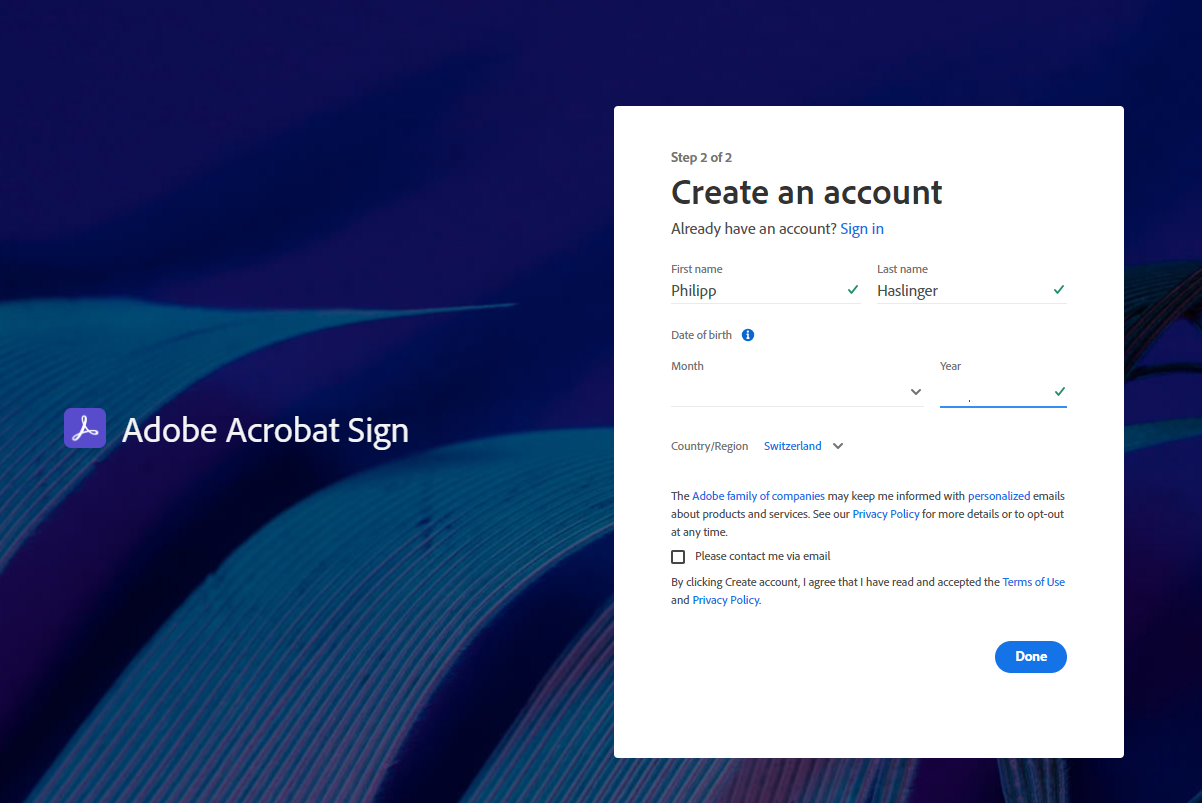 Step 2 of 2
Create an account
Already have an account? Sign in
First name
Last name
Philipp
Haslinger
Date of birth
Month
Year
Country/Region Switzerland
Adobe Acrobat Sign
The Adobe family of companies may keep me informed with personalized emails
about products and services. See our Privacy Policy for more details or to opt-out
at any time.
Please contact me via email
By clicking Create account, I agree that I have read and accepted the Terms of Use
and Privacy Policy.
Done